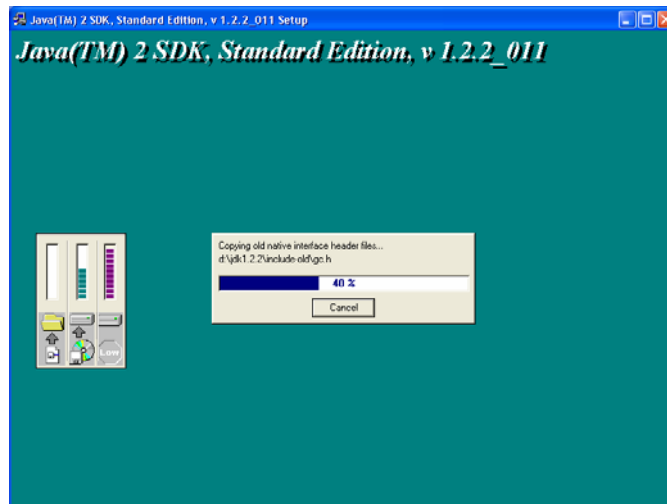 Java(TM) 2 SDK, Standard Edition, v 1.2.2_011 Setup
Java(TM) 2 SDK, Standard Edition, v 1.2.2_011
Copying old native interface header files...
d:\jdk1.2.2\include-old\gc.h
40 %
Cancel
Low